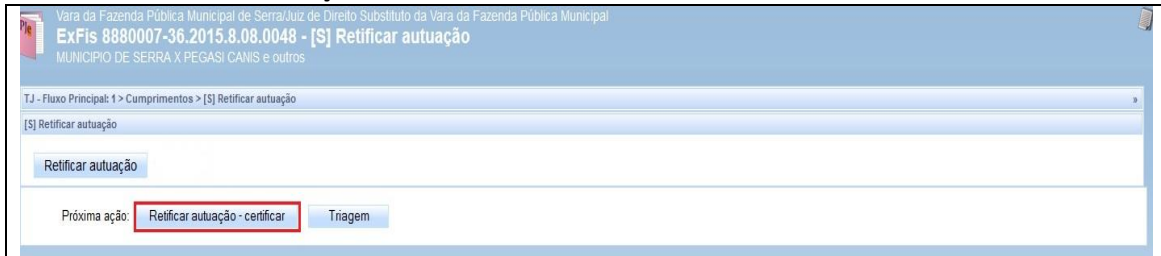 Vara da Fazenda Pública Municipal de Serra/Juiz de Direito Substituto da Vara da Fazenda Pública Municipal
ExFis 8880007-36.2015.8.08.0048 - [S] Retificar autuação
MUNICIPIO DE SERRA X PEGASI CANIS e outros
TJ - Fluxo Principal: 1 > Cumprimentos > [S] Retificar autuação »
[S] Retificar autuação
Retificar autuação
Próxima ação: Retificar autuação - certificar Triagem